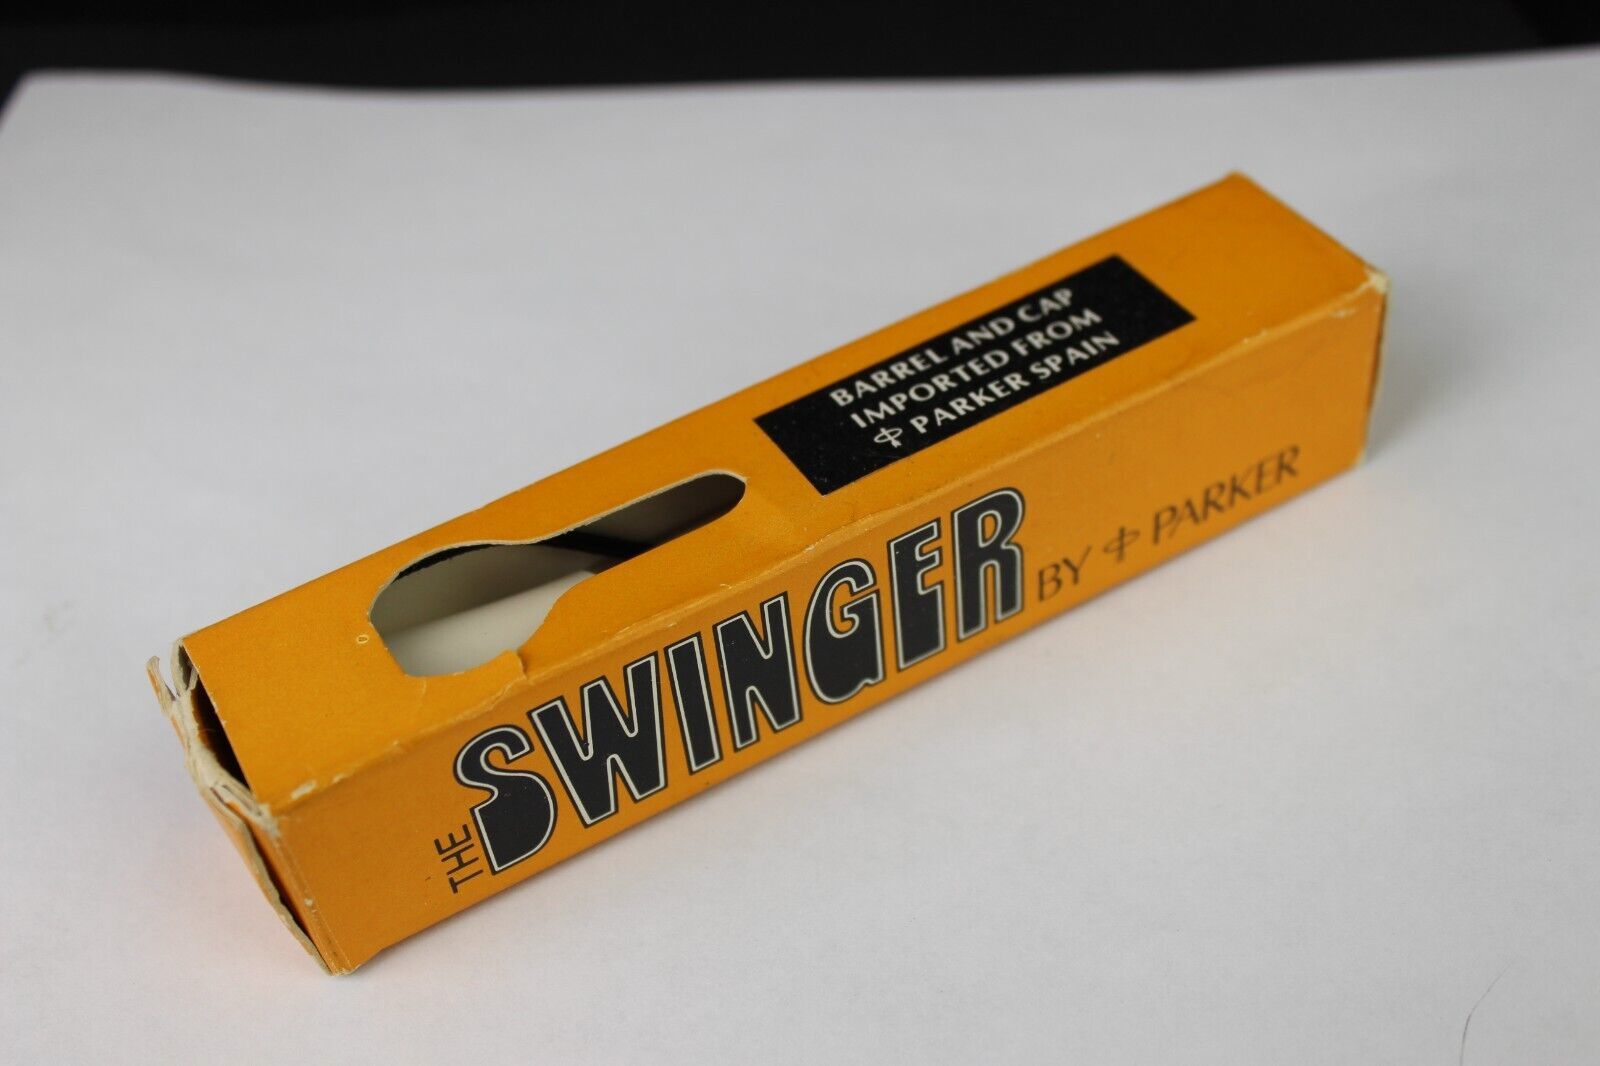 BARREL AND CAP
IMPORTED FROM
PARKER SPAIN
THE SWINGER BY PARKER